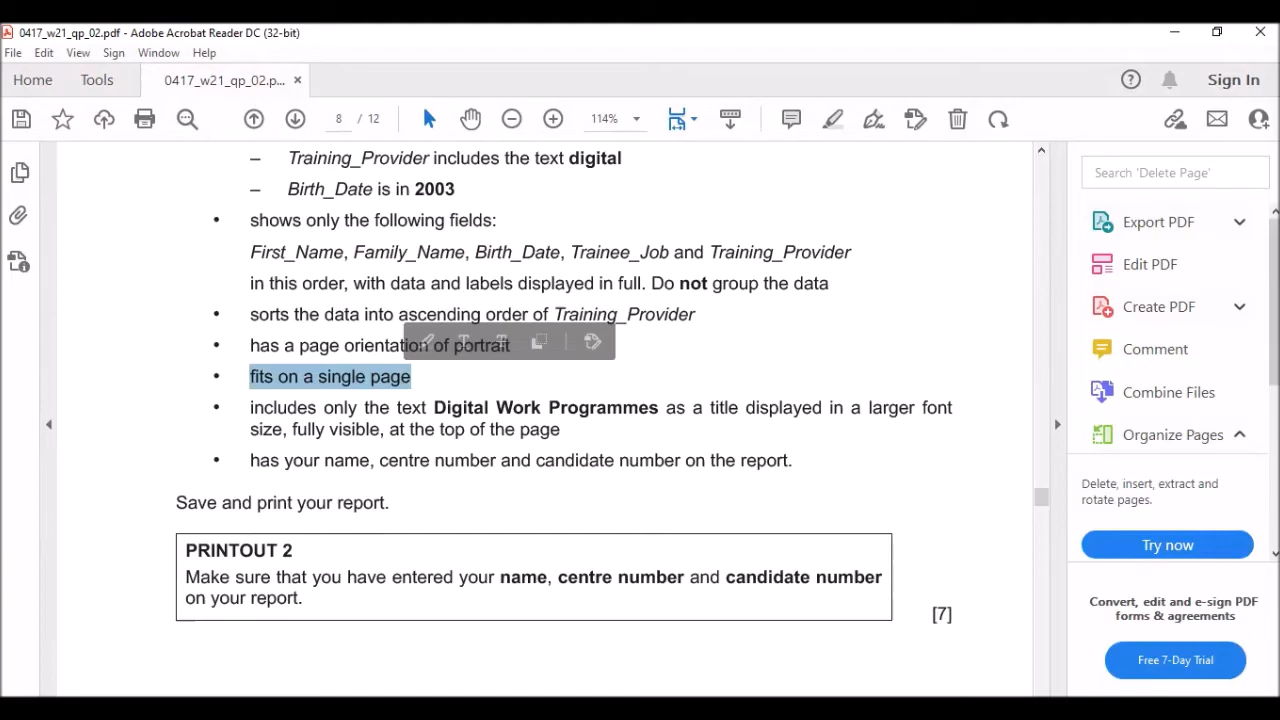 0417_w21_qp_02.pdf - Adobe Acrobat Reader DC (32-bit)
File Edit View Sign Window Help
Home Tools 0417_w21_qp_02.p... × Sign In
8 / 12 114%
– Training_Provider includes the text digital
– Birth_Date is in 2003
• shows only the following fields:
First_Name, Family_Name, Birth_Date, Trainee_Job and Training_Provider
in this order, with data and labels displayed in full. Do not group the data
• sorts the data into ascending order of Training_Provider
• has a page orientation of portrait
• fits on a single page
• includes only the text Digital Work Programmes as a title displayed in a larger font
size, fully visible, at the top of the page
• has your name, centre number and candidate number on the report.
Save and print your report.
PRINTOUT 2
Make sure that you have entered your name, centre number and candidate number
on your report.
[7]
Search 'Delete Page'
Export PDF
Edit PDF
Create PDF
Comment
Combine Files
Organize Pages
Delete, insert, extract and
rotate pages.
Try now
Convert, edit and e-sign PDF
forms & agreements
Free 7-Day Trial